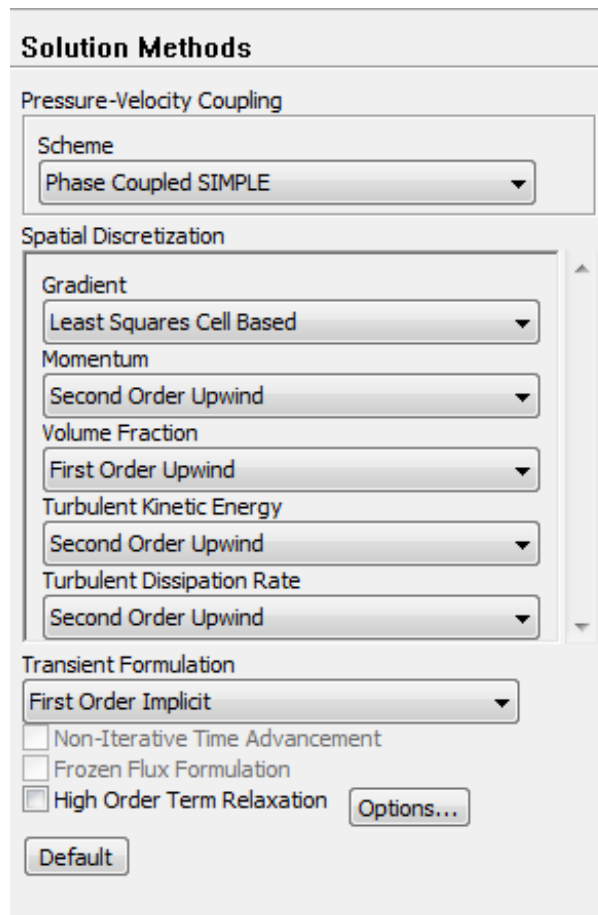 Solution Methods
Pressure-Velocity Coupling
Scheme
Phase Coupled SIMPLE
Spatial Discretization
Gradient
Least Squares Cell Based
Momentum
Second Order Upwind
Volume Fraction
First Order Upwind
Turbulent Kinetic Energy
Second Order Upwind
Turbulent Dissipation Rate
Second Order Upwind
Transient Formulation
First Order Implicit
Non-Iterative Time Advancement
Frozen Flux Formulation
High Order Term Relaxation Options...
Default